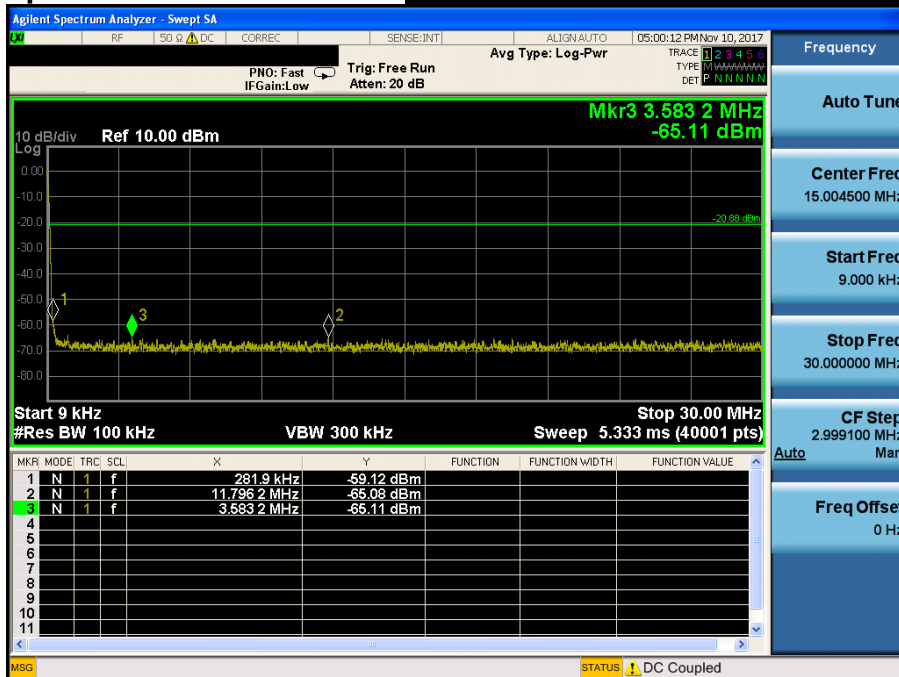 Agilent Spectrum Analyzer - Swept SA
LXI RF 50 Ω DC CORREC SENSE:INT ALIGN AUTO 05:00:12 PM Nov 10, 2017
Avg Type: Log-Pwr TRACE 1 2 3 4 5 6
PNO: Fast Trig: Free Run TYPE M WWWWW
IFGain:Low Atten: 20 dB DET P N N N N N
Mkr3 3.583 2 MHz
-65.11 dBm
10 dB/div Ref 10.00 dBm
Log
0.00
-10.0
-20.0
-20.88 dBm
-30.0
-40.0
-50.0
1
-60.0
3
2
-70.0
-80.0
Start 9 kHz Stop 30.00 MHz
#Res BW 100 kHz VBW 300 kHz Sweep 5.333 ms (40001 pts)
MKR MODE TRC SCL X Y FUNCTION FUNCTION WIDTH FUNCTION VALUE
1 N 1 f 281.9 kHz -59.12 dBm
2 N 1 f 11.796 2 MHz -65.08 dBm
3 N 1 f 3.583 2 MHz -65.11 dBm
4
5
6
7
8
9
10
11
MSG STATUS DC Coupled
Frequency
Auto Tune
Center Freq
15.004500 MHz
Start Freq
9.000 kHz
Stop Freq
30.000000 MHz
CF Step
2.999100 MHz
Auto Man
Freq Offset
0 Hz